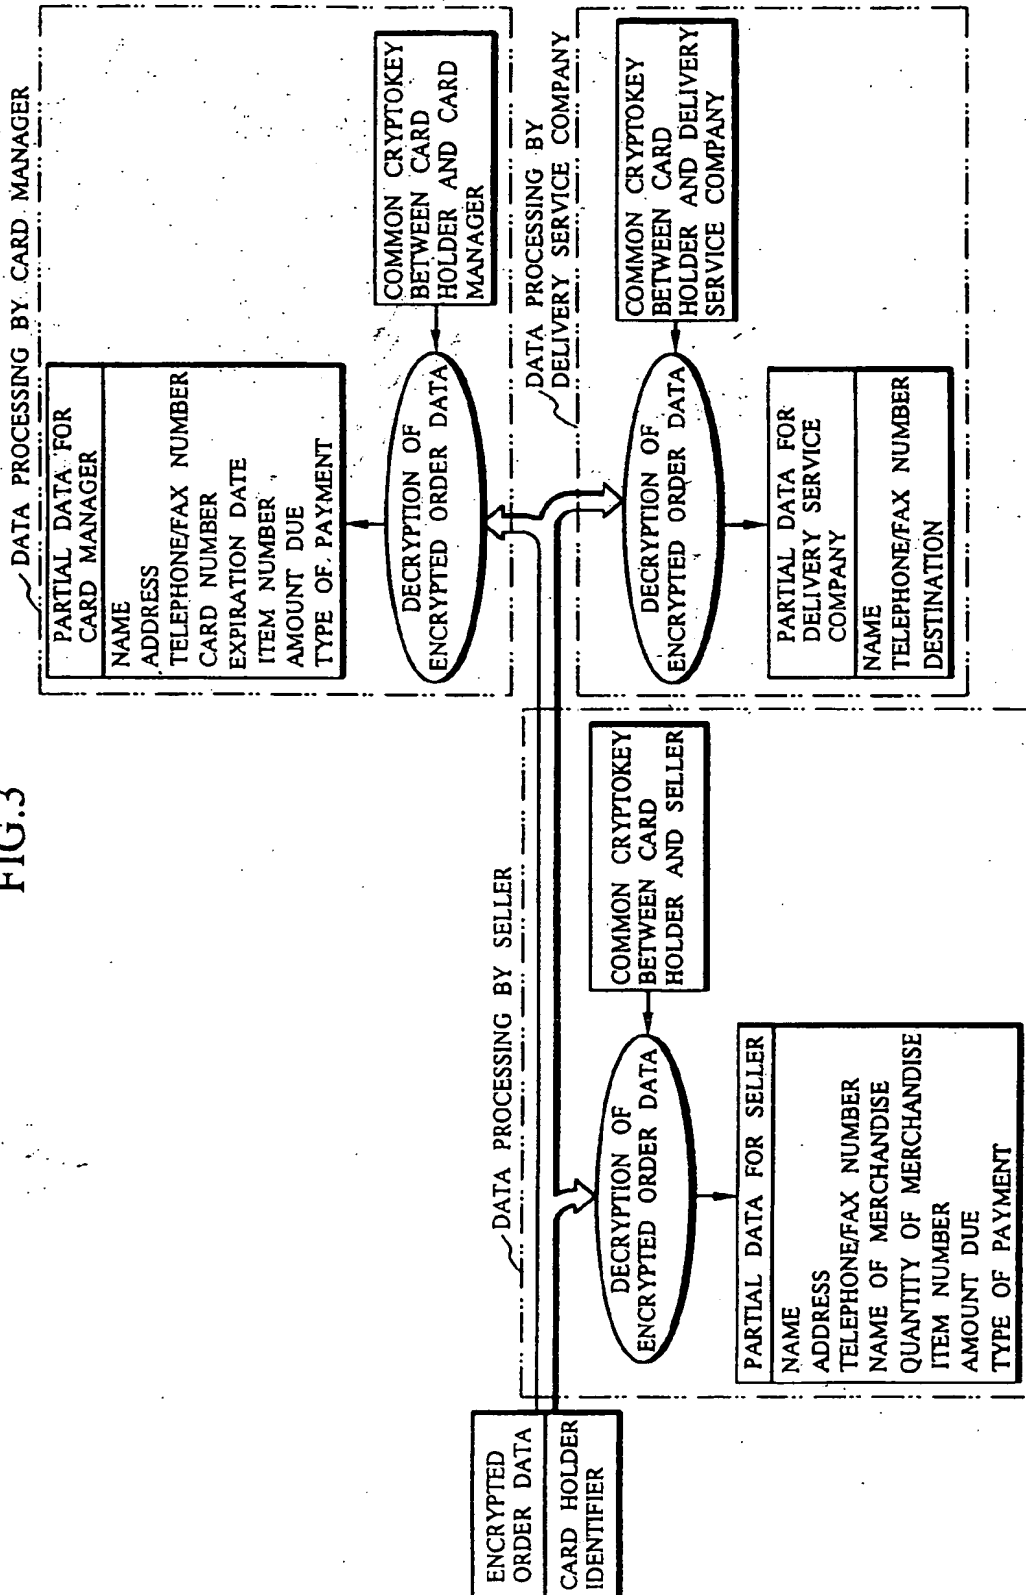 FIG.3
ENCRYPTED
ORDER DATA
CARD HOLDER
IDENTIFIER
DATA PROCESSING BY SELLER
DECRYPTION OF
ENCRYPTED ORDER DATA
COMMON CRYPTOKEY
BETWEEN CARD
HOLDER AND SELLER
PARTIAL DATA FOR SELLER
NAME
ADDRESS
TELEPHONE/FAX NUMBER
NAME OF MERCHANDISE
QUANTITY OF MERCHANDISE
ITEM NUMBER
AMOUNT DUE
TYPE OF PAYMENT
DATA PROCESSING BY CARD MANAGER
PARTIAL DATA FOR
CARD MANAGER
NAME
ADDRESS
TELEPHONE/FAX NUMBER
CARD NUMBER
EXPIRATION DATE
ITEM NUMBER
AMOUNT DUE
TYPE OF PAYMENT
DECRYPTION OF
ENCRYPTED ORDER DATA
COMMON CRYPTOKEY
BETWEEN CARD
HOLDER AND CARD
MANAGER
DATA PROCESSING BY
DELIVERY SERVICE COMPANY
DECRYPTION OF
ENCRYPTED ORDER DATA
COMMON CRYPTOKEY
BETWEEN CARD
HOLDER AND DELIVERY
SERVICE COMPANY
PARTIAL DATA FOR
DELIVERY SERVICE
COMPANY
NAME
TELEPHONE/FAX NUMBER
DESTINATION